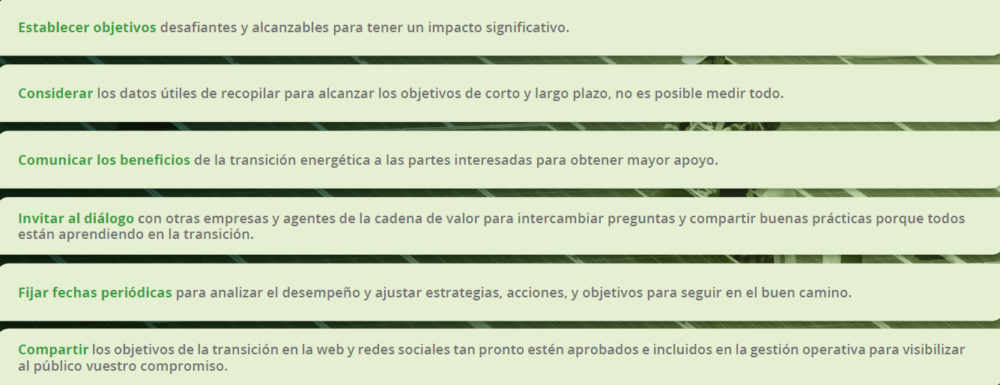 Establecer objetivos desafiantes y alcanzables para tener un impacto significativo.
Considerar los datos útiles de recopilar para alcanzar los objetivos de corto y largo plazo, no es posible medir todo.
Comunicar los beneficios de la transición energética a las partes interesadas para obtener mayor apoyo.
Invitar al diálogo con otras empresas y agentes de la cadena de valor para intercambiar preguntas y compartir buenas prácticas porque todos
están aprendiendo en la transición.
Fijar fechas periódicas para analizar el desempeño y ajustar estrategias, acciones, y objetivos para seguir en el buen camino.
Compartir los objetivos de la transición en la web y redes sociales tan pronto estén aprobados e incluidos en la gestión operativa para visibilizar
al público vuestro compromiso.